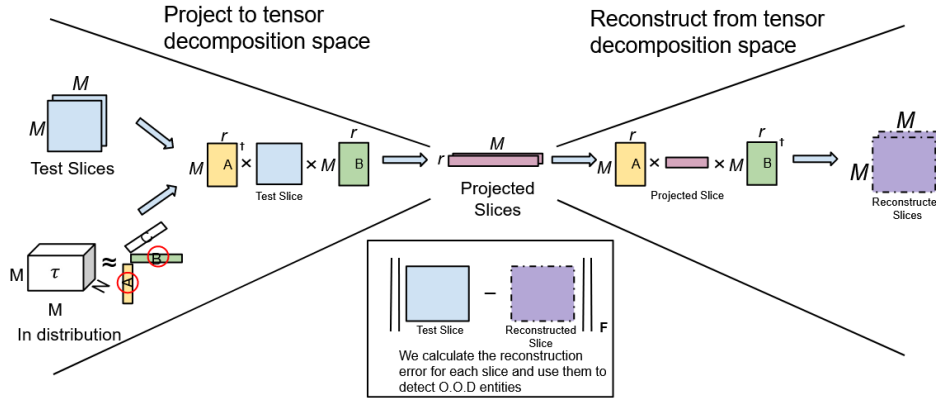 Project to tensor
decomposition space
Reconstruct from tensor
decomposition space
M
M
Test Slices
r
M
A
†
×
Test Slice
×
r
M
B
M
r
Projected
Slices
r
M
A
×
Projected Slice
×
r
M
B
†
M
M
Reconstructe
Slices
M
τ
M
N
≈
C
B
A
In distribution
Test Slice
−
Reconstructed
Slice
F
We calculate the reconstruction
error for each slice and use them to
detect O.O.D entities